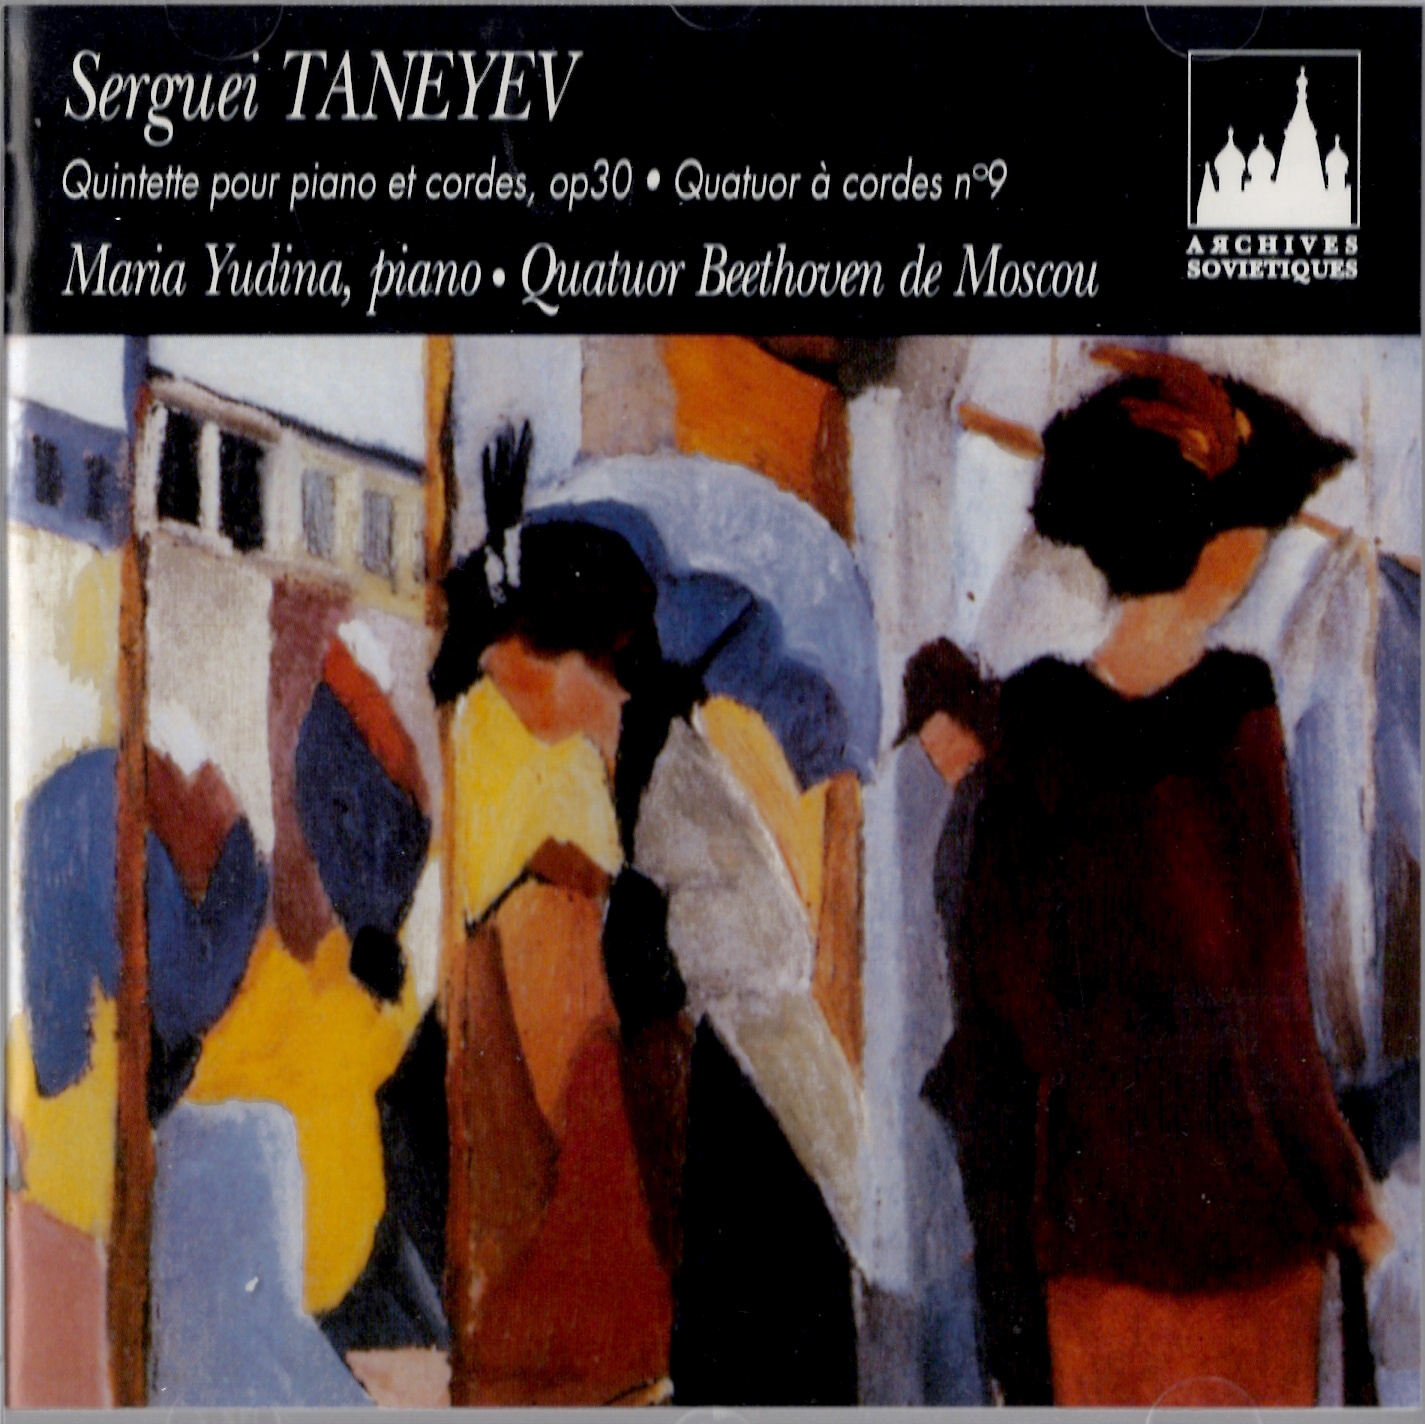 Serguei TANEYEV
Quintette pour piano et cordes, op30 • Quatuor à cordes n°9
Maria Yudina, piano • Quatuor Beethoven de Moscou
AЯCHIVES
SOVIETIQUES